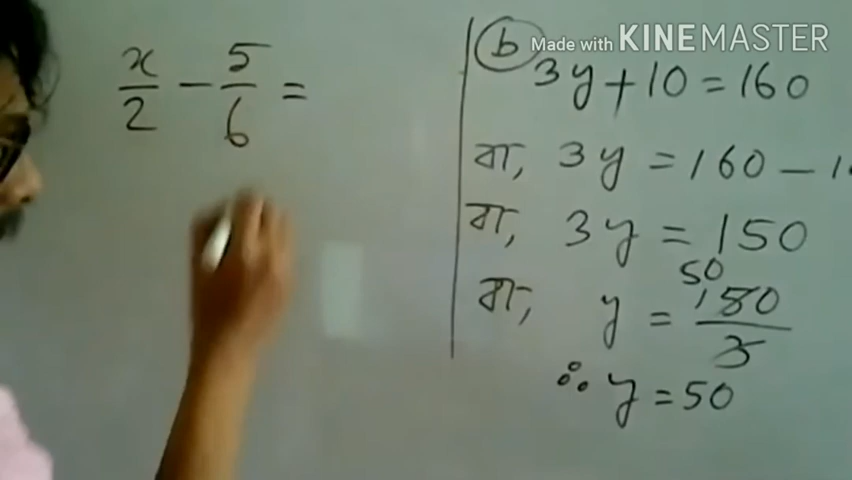 x/2 - 5/6 =
b
Made with KINEMASTER
3y + 10 = 160
বা, 3y = 160 - 1
বা, 3y = 150
50
বা, y = 150/3
∴ y = 50